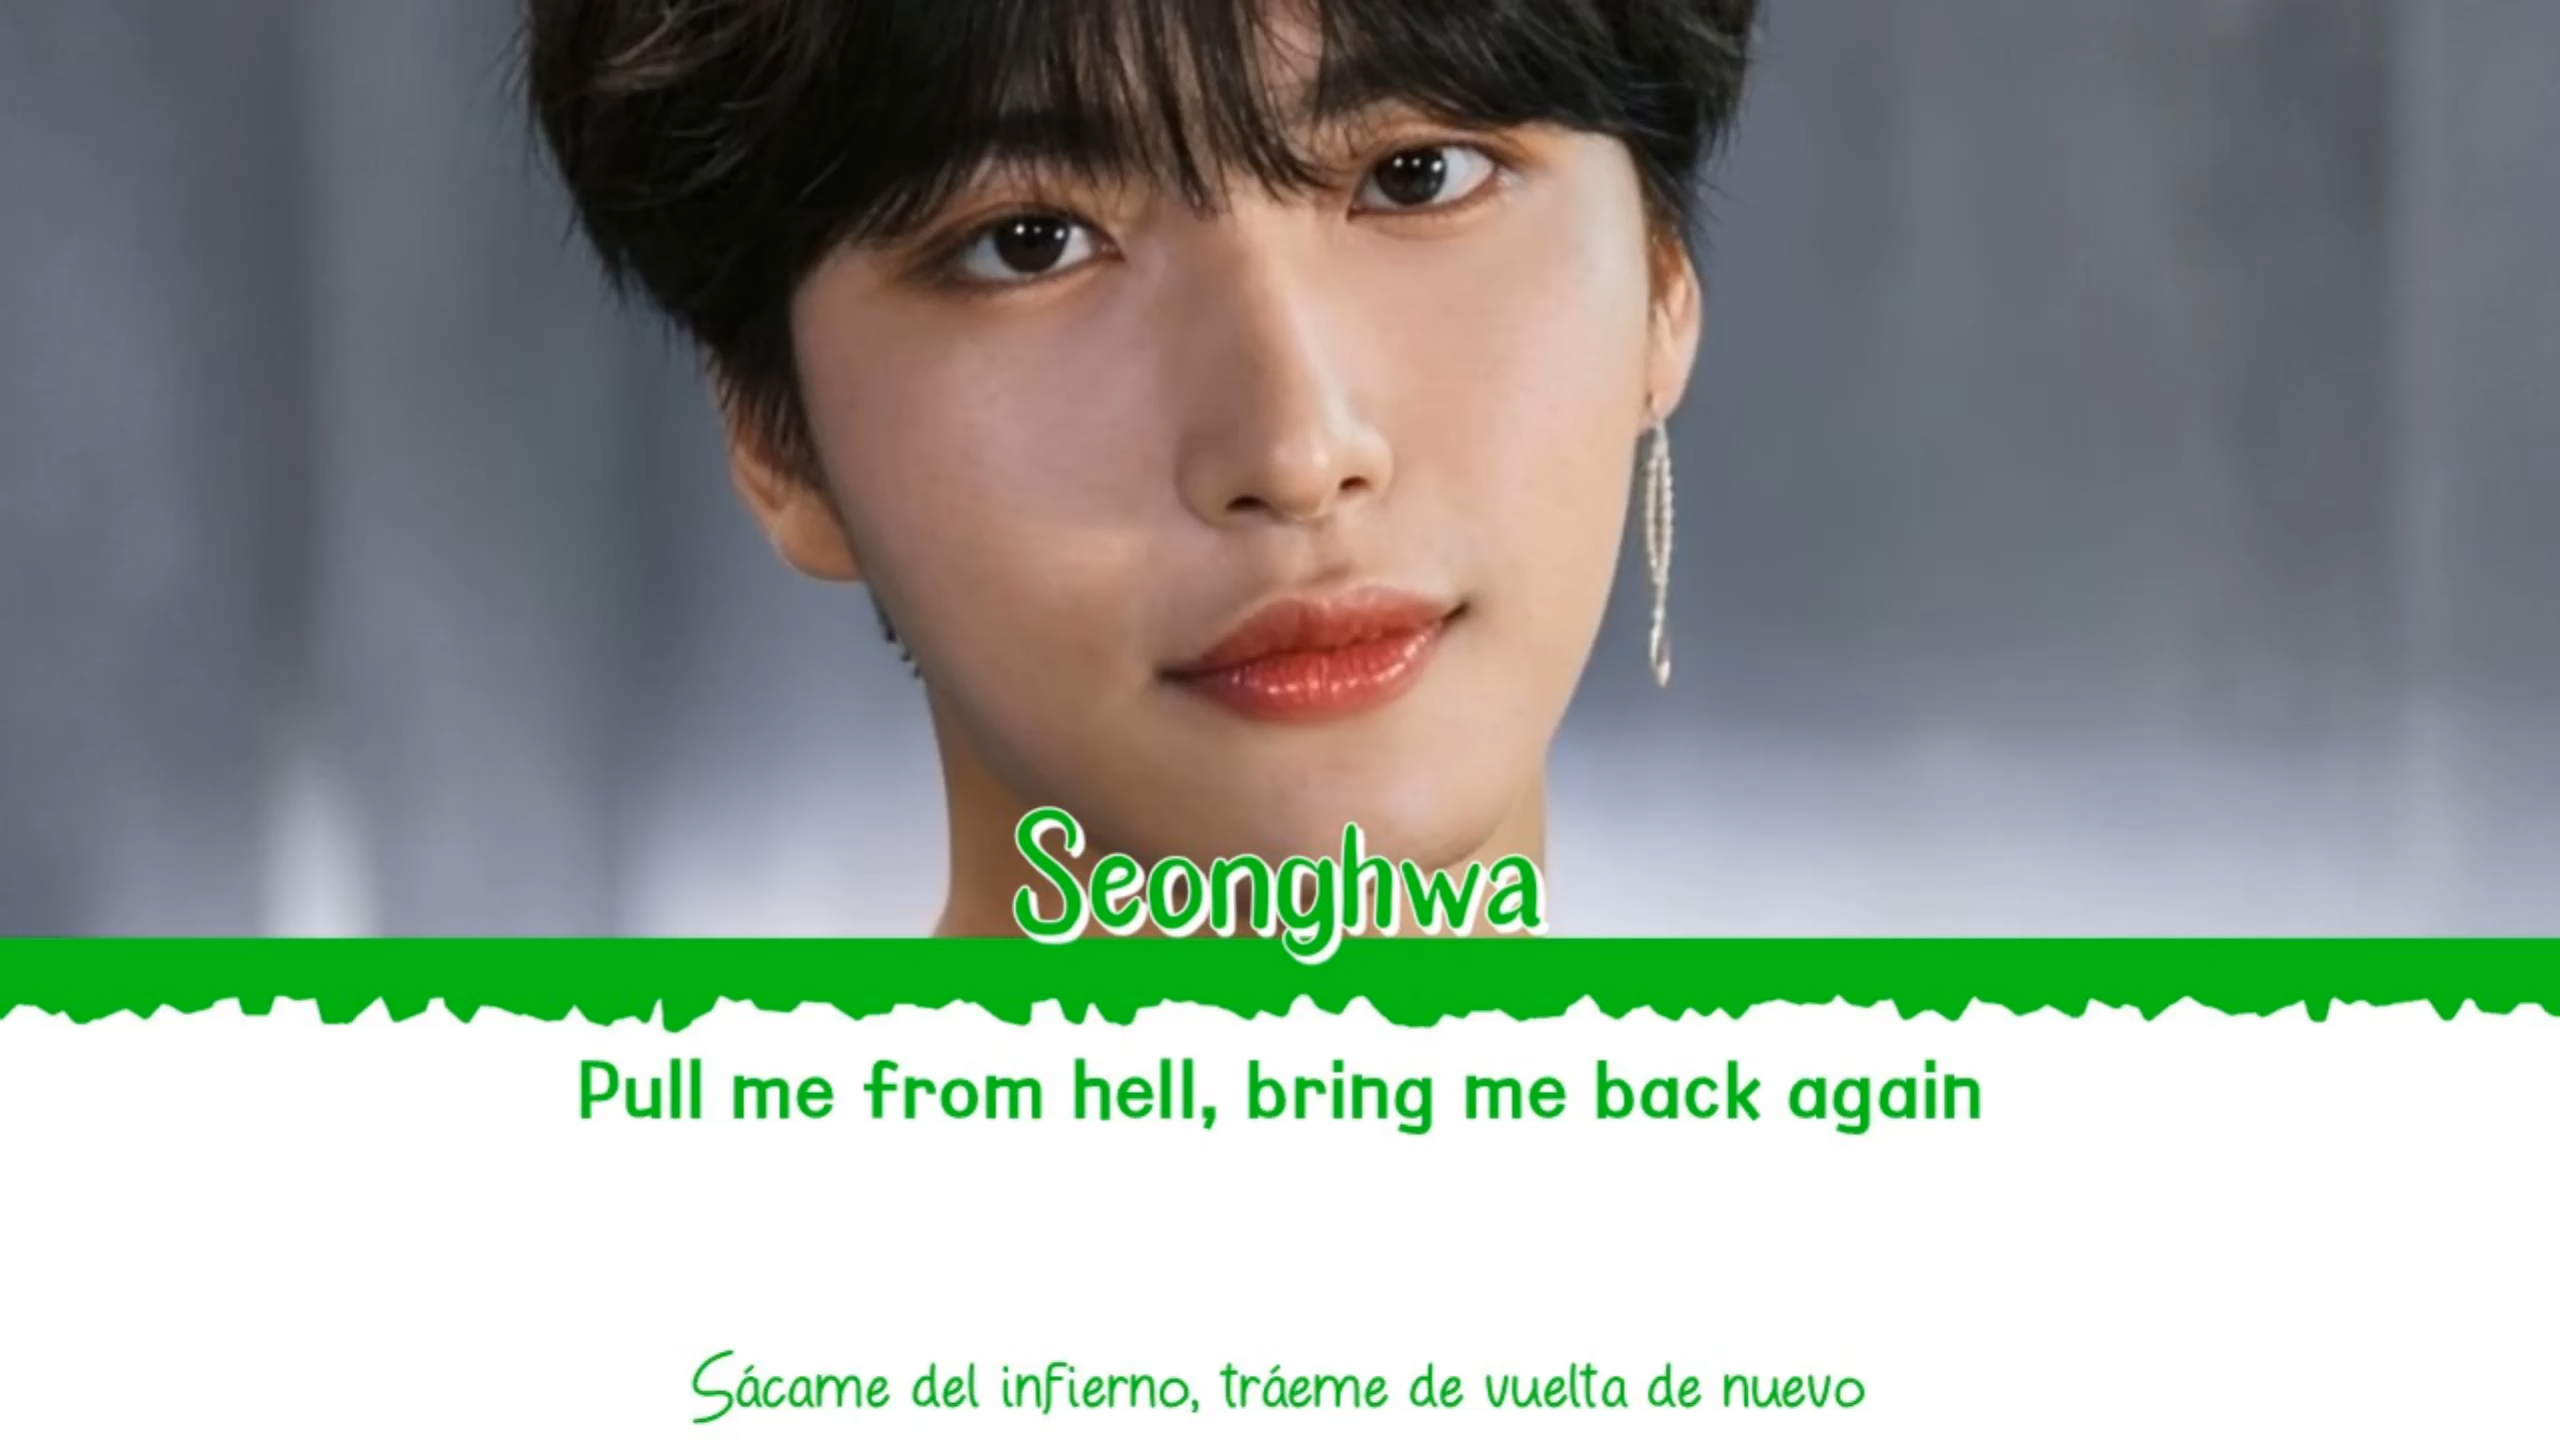 Seonghwa
Pull me from hell, bring me back again
Sácame del infierno, tráeme de vuelta de nuevo